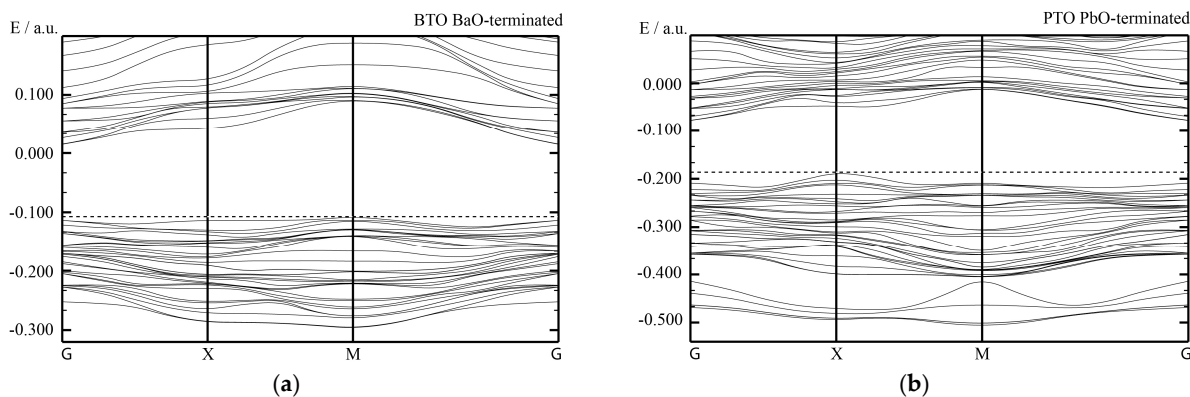 E / a.u.
BTO BaO-terminated
0.100
0.000
-0.100
-0.200
-0.300
G
X
M
G
(a)
E / a.u.
PTO PbO-terminated
0.000
-0.100
-0.200
-0.300
-0.400
-0.500
G
X
M
G
(b)